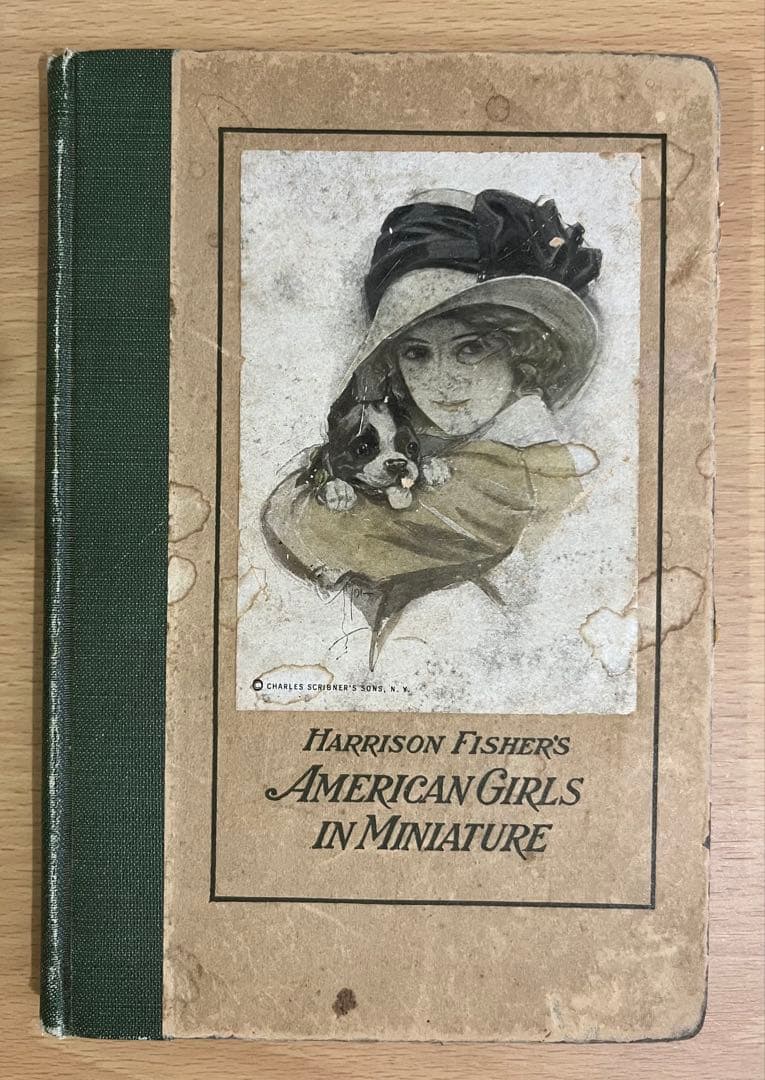 CHARLES SCRIBNER'S SONS, N. Y.
HARRISON FISHER'S
AMERICAN GIRLS
IN MINIATURE